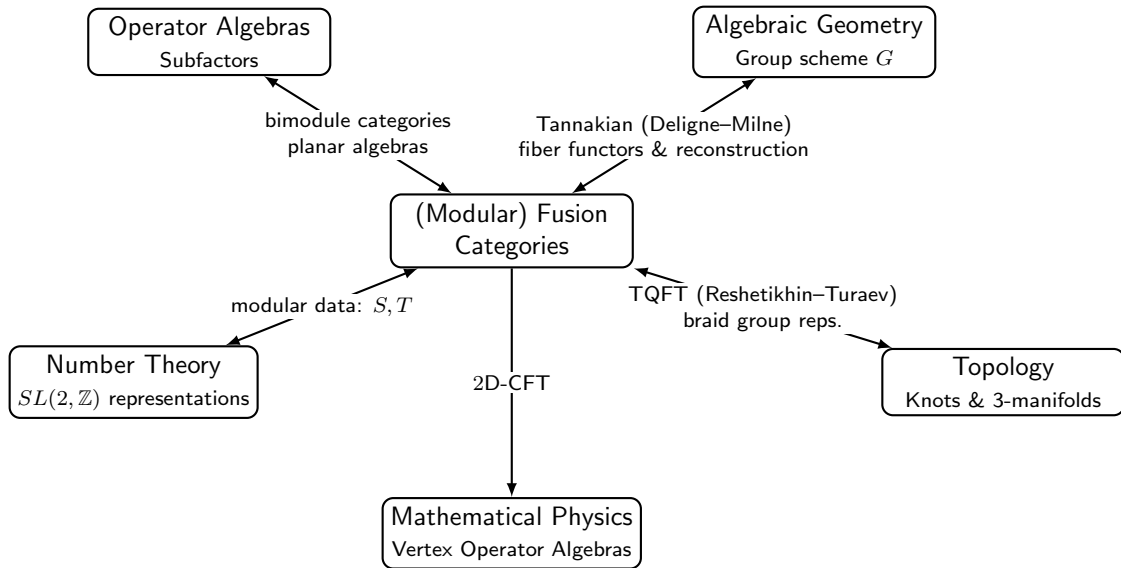 Operator Algebras
Subfactors
Algebraic Geometry
Group scheme G
bimodule categories
planar algebras
Tannakian (Deligne–Milne)
fiber functors & reconstruction
(Modular) Fusion
Categories
modular data: S, T
TQFT (Reshetikhin–Turaev)
braid group reps.
Number Theory
SL(2, ℤ) representations
2D-CFT
Topology
Knots & 3-manifolds
Mathematical Physics
Vertex Operator Algebras